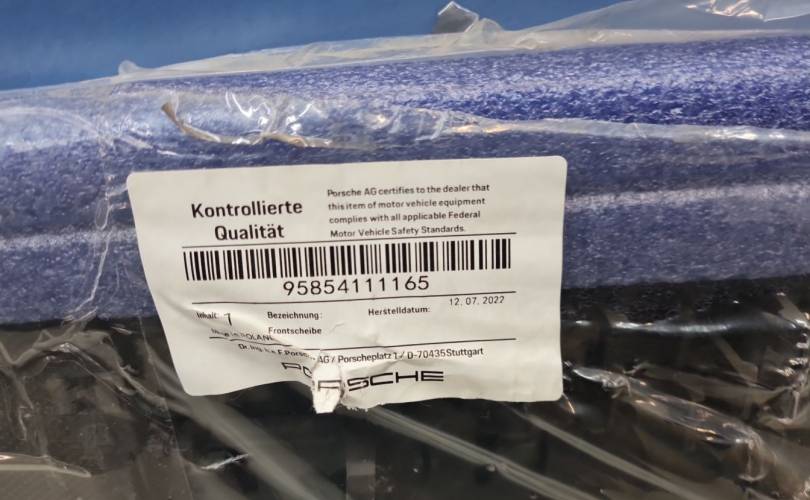 Kontrollierte
Qualität
Porsche AG certifies to the dealer that
this item of motor vehicle equipment
complies with all applicable Federal
Motor Vehicle Safety Standards.
95854111165
Inhalt: 1
Bezeichnung:
Frontscheibe
Herstelldatum:
12. 07. 2022
AG / Porscheplatz 1 / D-70435 Stuttgart
PORSCHE